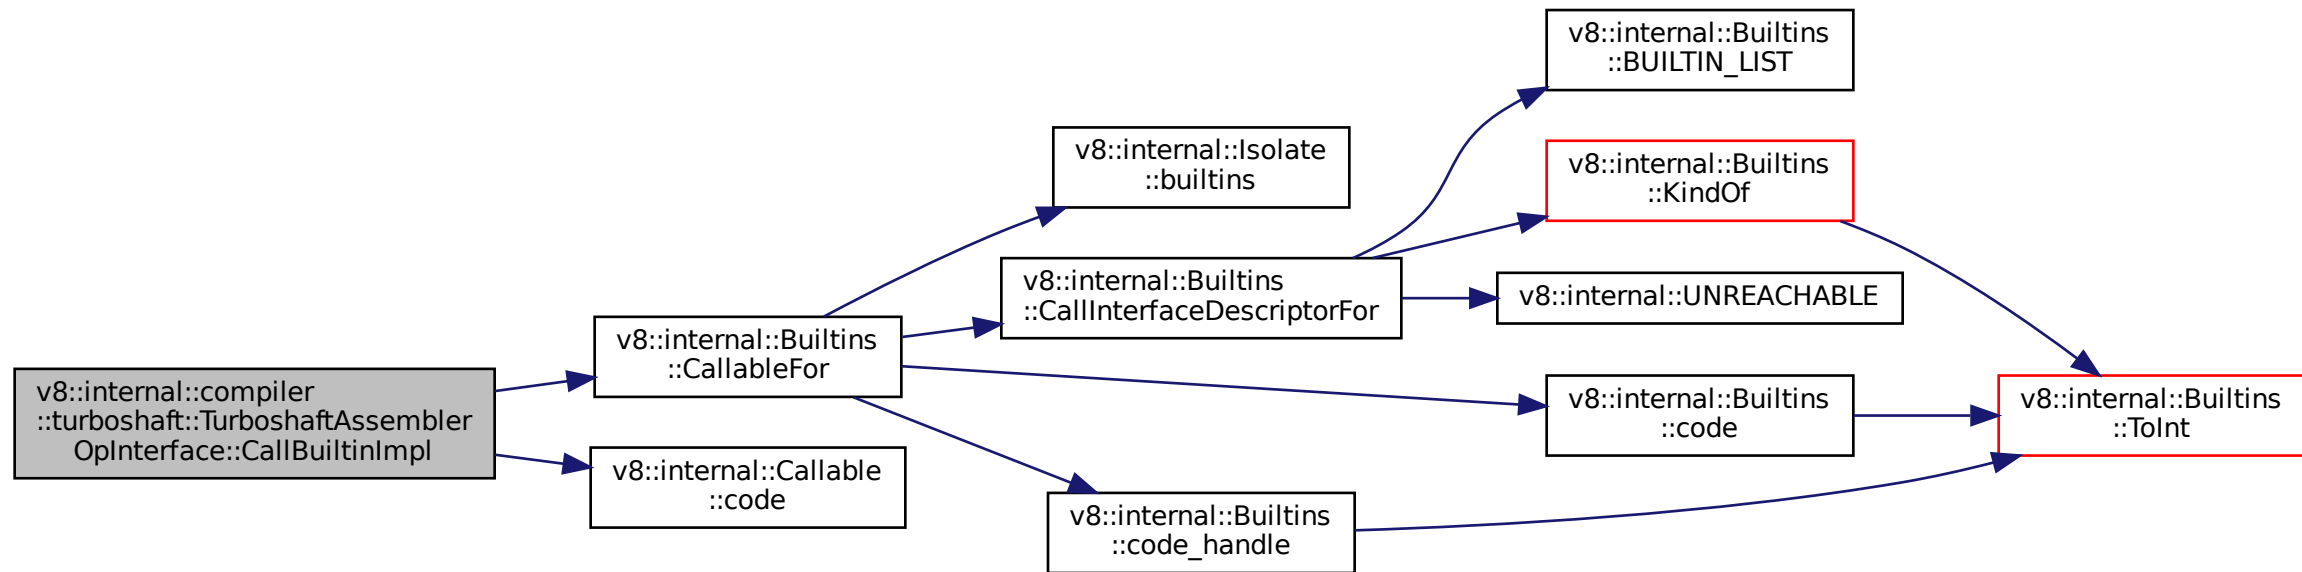 v8::internal::Builtins
::BUILTIN_LIST
v8::internal::Isolate
::builtins
v8::internal::Builtins
::KindOf
v8::internal::Builtins
::CallInterfaceDescriptorFor
v8::internal::UNREACHABLE
v8::internal::Builtins
::CallableFor
v8::internal::compiler
::turboshaft::TurboshaftAssembler
OpInterface::CallBuiltinImpl
v8::internal::Builtins
::code
v8::internal::Builtins
::ToInt
v8::internal::Callable
::code
v8::internal::Builtins
::code_handle